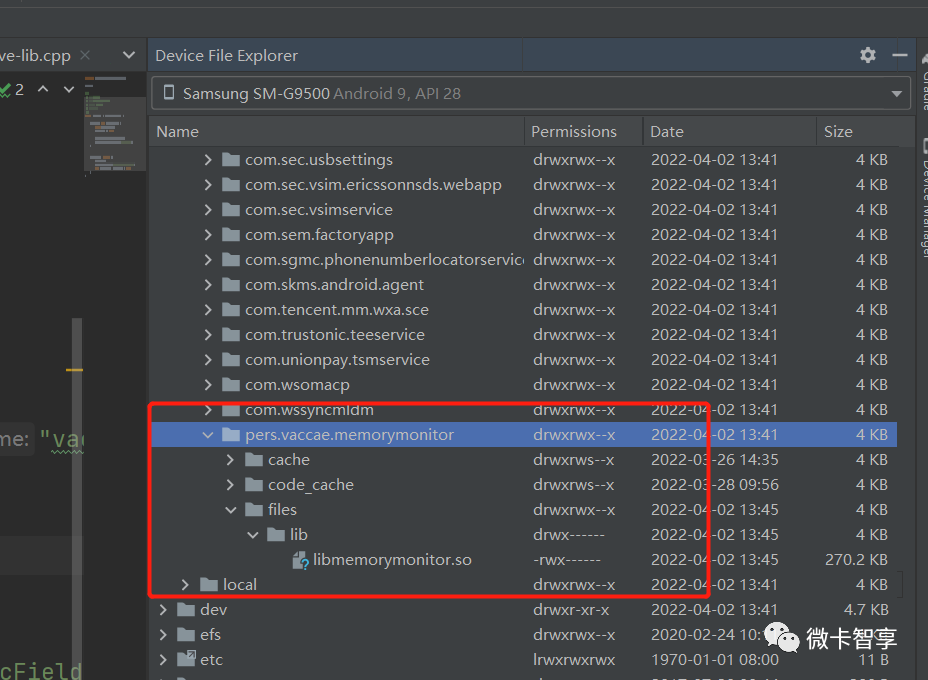 ve-lib.cpp
Device File Explorer
2
Samsung SM-G9500 Android 9, API 28
Name Permissions Date Size
com.sec.usbsettings drwxrwx--x 2022-04-02 13:41 4 KB
com.sec.vsim.ericssonnsds.webapp drwxrwx--x 2022-04-02 13:41 4 KB
com.sec.vsimservice drwxrwx--x 2022-04-02 13:41 4 KB
com.sem.factoryapp drwxrwx--x 2022-04-02 13:41 4 KB
com.sgmc.phonenumberlocatorservice drwxrwx--x 2022-04-02 13:41 4 KB
com.skms.android.agent drwxrwx--x 2022-04-02 13:41 4 KB
com.tencent.mm.wxa.sce drwxrwx--x 2022-04-02 13:41 4 KB
com.trustonic.teeservice drwxrwx--x 2022-04-02 13:41 4 KB
com.unionpay.tsmservice drwxrwx--x 2022-04-02 13:41 4 KB
com.wsomacp drwxrwx--x 2022-04-02 13:41 4 KB
com.wssyncmldm drwxrwx--x 2022-04-02 13:41 4 KB
pers.vaccae.memorymonitor drwxrwx--x 2022-04-02 13:41 4 KB
me: "vac
cache drwxrws--x 2022-03-26 14:35 4 KB
code_cache drwxrws--x 2022-03-28 09:56 4 KB
files drwxrwx--x 2022-04-02 13:45 4 KB
lib drwx------ 2022-04-02 13:45 4 KB
libmemorymonitor.so -rwx------ 2022-04-02 13:45 270.2 KB
local drwxrwx--x 2022-04-02 13:41 4 KB
dev drwxr-xr-x 2022-04-02 13:41 4.7 KB
efs drwxrwx--x 2020-02-24
微卡智享
etc lrwxrwxrwx 1970-01-01 08:00 11 B
cField
Gradle
Device Manager